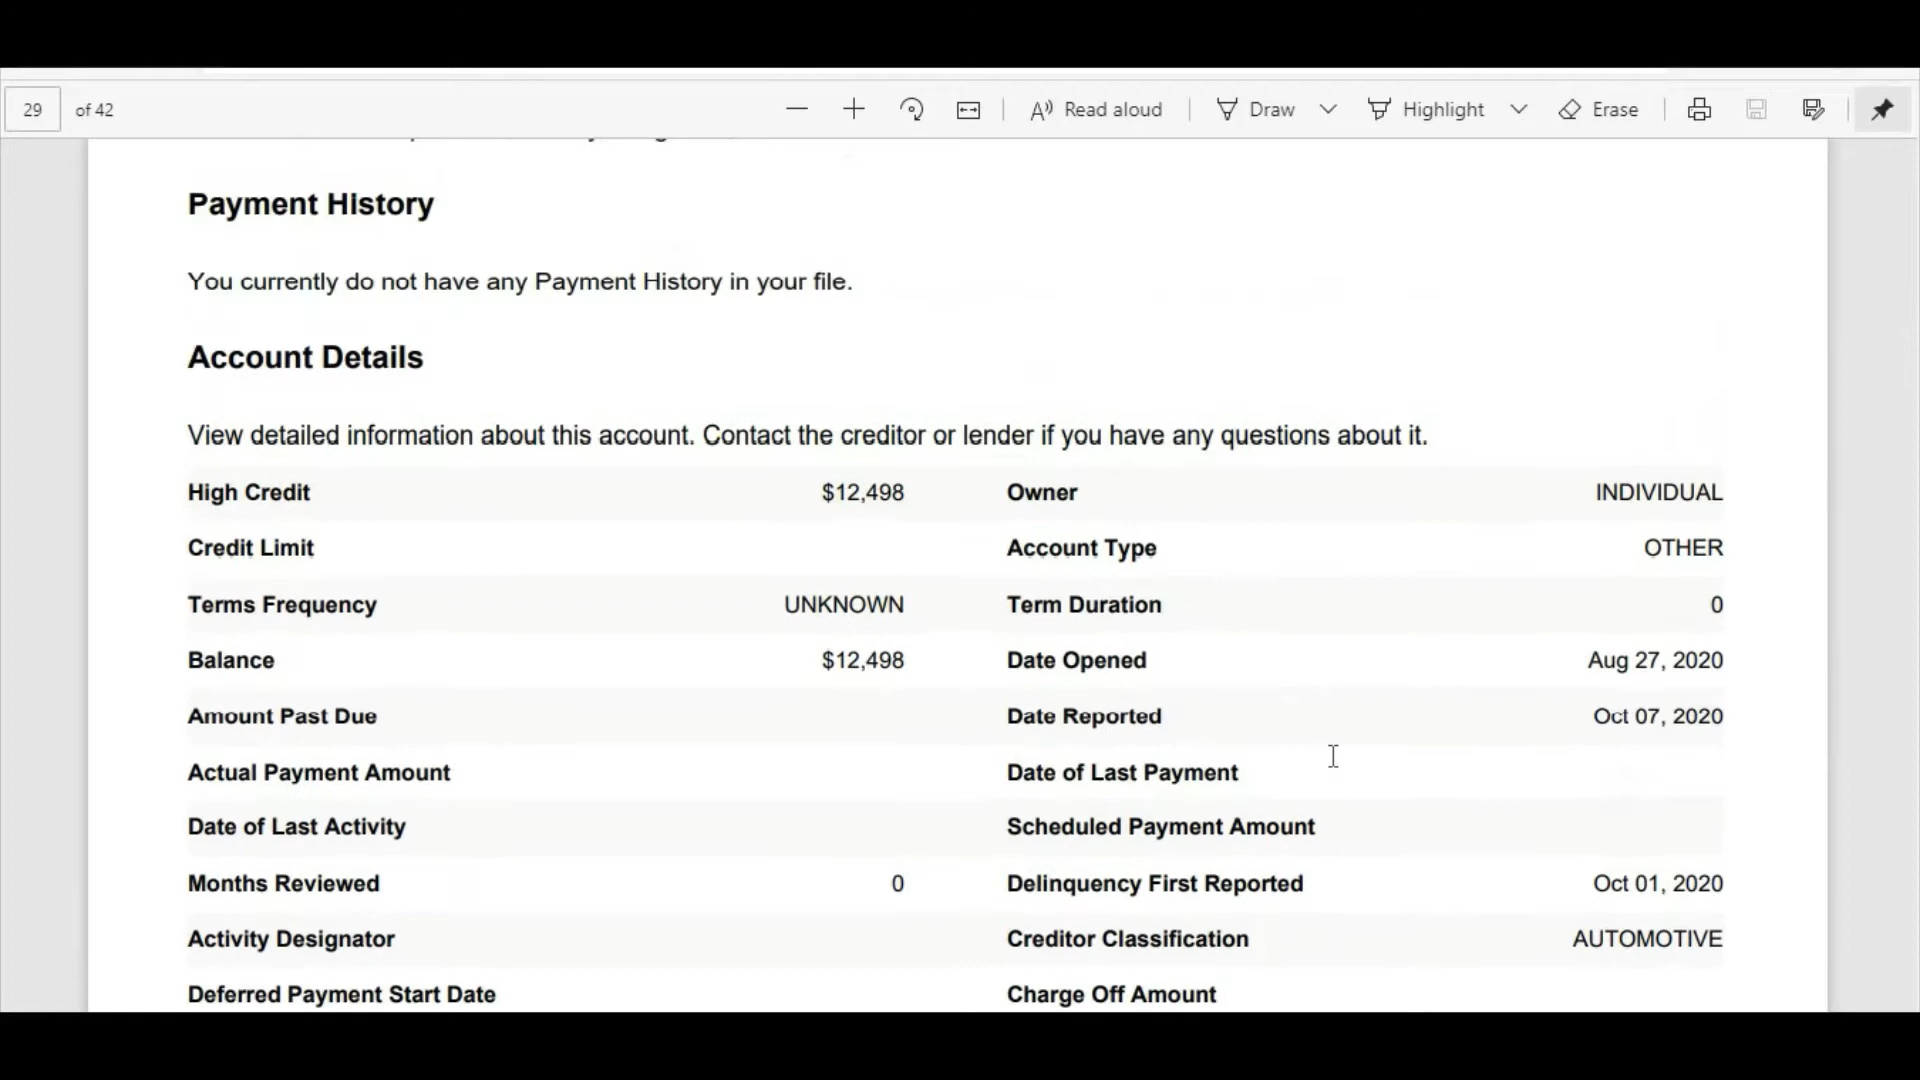 29 of 42 Read aloud Draw Highlight Erase
Payment History
You currently do not have any Payment History in your file.
Account Details
View detailed information about this account. Contact the creditor or lender if you have any questions about it.
High Credit $12,498 Owner INDIVIDUAL
Credit Limit Account Type OTHER
Terms Frequency UNKNOWN Term Duration 0
Balance $12,498 Date Opened Aug 27, 2020
Amount Past Due Date Reported Oct 07, 2020
Actual Payment Amount Date of Last Payment
Date of Last Activity Scheduled Payment Amount
Months Reviewed 0 Delinquency First Reported Oct 01, 2020
Activity Designator Creditor Classification AUTOMOTIVE
Deferred Payment Start Date Charge Off Amount